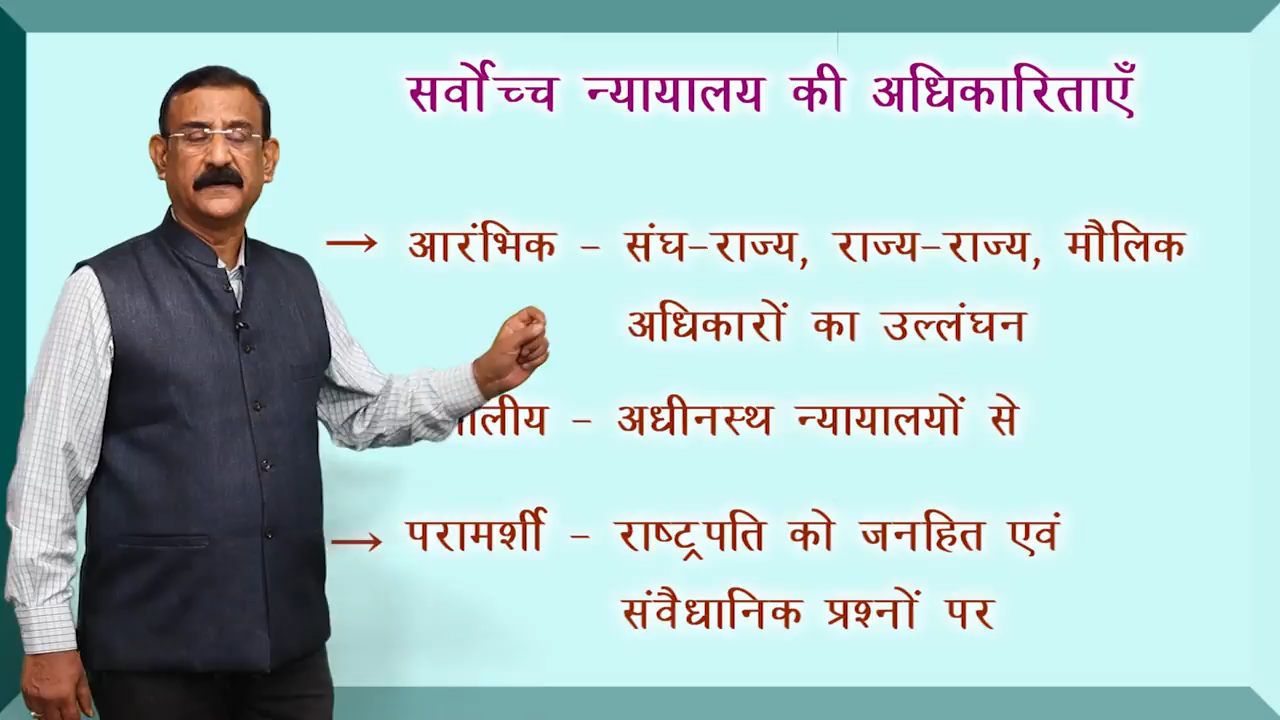 सर्वोच्च न्यायालय की अधिकारिताएँ
→ आरंभिक – संघ–राज्य, राज्य–राज्य, मौलिक
अधिकारों का उल्लंघन
– अधीनस्थ न्यायालयों से
→ परामर्शी – राष्ट्रपति को जनहित एवं
संवैधानिक प्रश्नों पर